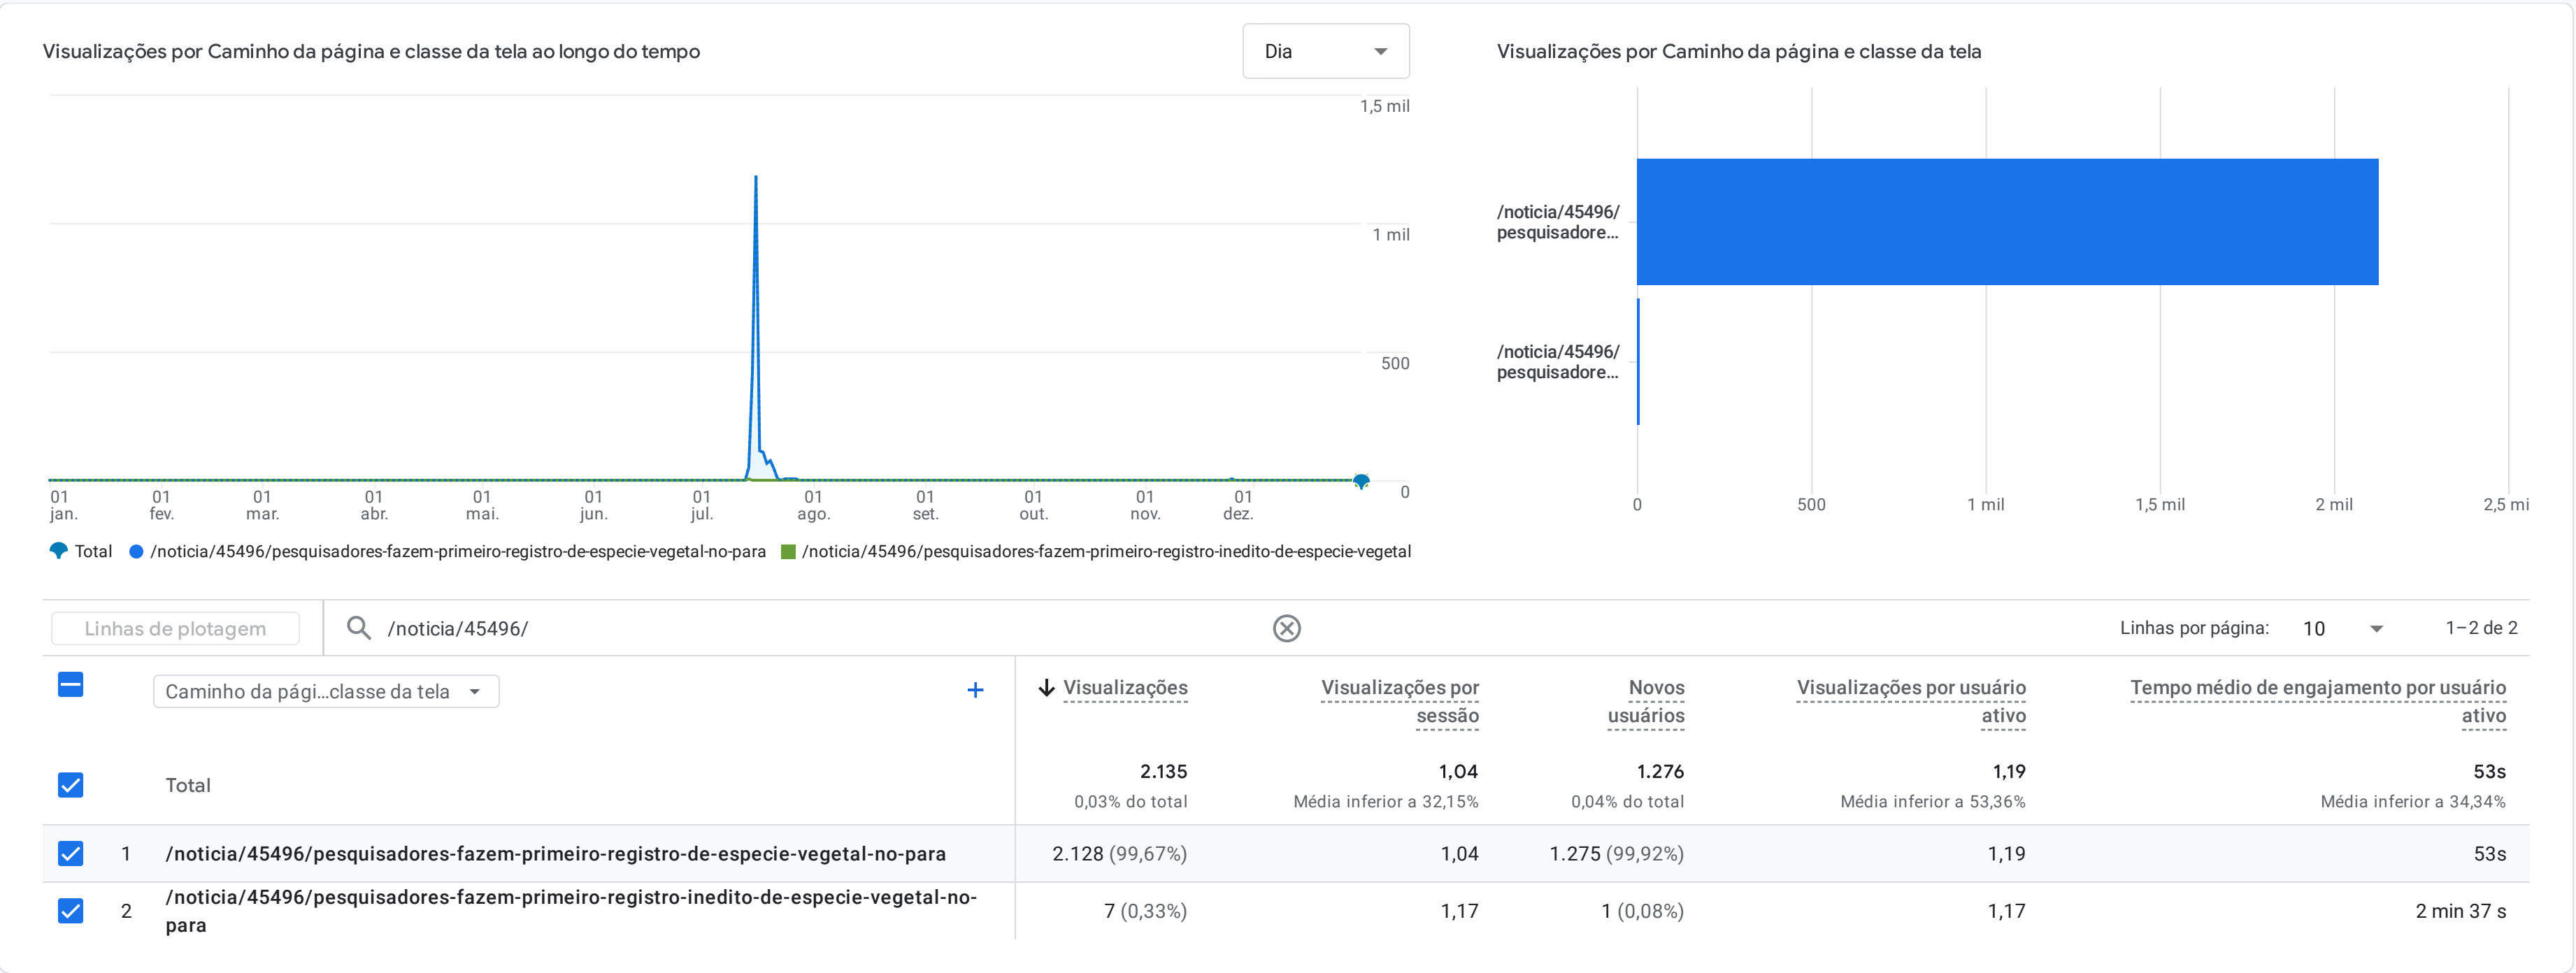 Visualizações por Caminho da página e classe da tela ao longo do tempo
Dia
1,5 mil
1 mil
500
0
01 jan.
01 fev.
01 mar.
01 abr.
01 mai.
01 jun.
01 jul.
01 ago.
01 set.
01 out.
01 nov.
01 dez.
Total
/noticia/45496/pesquisadores-fazem-primeiro-registro-de-especie-vegetal-no-para
/noticia/45496/pesquisadores-fazem-primeiro-registro-inedito-de-especie-vegetal
Visualizações por Caminho da página e classe da tela
/noticia/45496/
pesquisadore...
/noticia/45496/
pesquisadore...
0
500
1 mil
1,5 mil
2 mil
2,5 mi
Linhas de plotagem
/noticia/45496/
Linhas por página:
10
1–2 de 2
Caminho da pági...classe da tela
+
Visualizações
Visualizações por
sessão
Novos
usuários
Visualizações por usuário
ativo
Tempo médio de engajamento por usuário
ativo
Total
2.135
0,03% do total
1,04
Média inferior a 32,15%
1.276
0,04% do total
1,19
Média inferior a 53,36%
53s
Média inferior a 34,34%
1
/noticia/45496/pesquisadores-fazem-primeiro-registro-de-especie-vegetal-no-para
2.128 (99,67%)
1,04
1.275 (99,92%)
1,19
53s
2
/noticia/45496/pesquisadores-fazem-primeiro-registro-inedito-de-especie-vegetal-no-
para
7 (0,33%)
1,17
1 (0,08%)
1,17
2 min 37 s